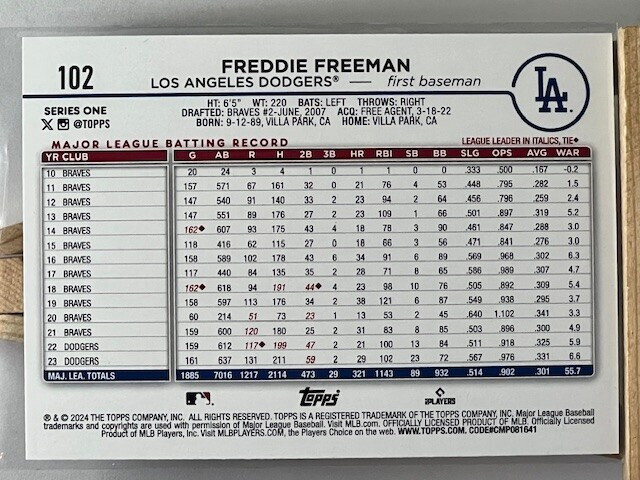 102
FREDDIE FREEMAN
LOS ANGELES DODGERS® — first baseman
LA
SERIES ONE
X @TOPPS
HT: 6'5" WT: 220 BATS: LEFT THROWS: RIGHT
DRAFTED: BRAVES #2-JUNE, 2007 ACQ: FREE AGENT, 3-18-22
BORN: 9-12-89, VILLA PARK, CA HOME: VILLA PARK, CA
MAJOR LEAGUE BATTING RECORD LEAGUE LEADER IN ITALICS, TIE◆
YR CLUB G AB R H 2B 3B HR RBI SB BB SLG OPS AVG WAR
10 BRAVES 20 24 3 4 1 0 1 1 0 0 .333 .500 .167 -0.2
11 BRAVES 157 571 67 161 32 0 21 76 4 53 .448 .795 .282 1.5
12 BRAVES 147 540 91 140 33 2 23 94 2 64 .456 .796 .259 2.4
13 BRAVES 147 551 89 176 27 2 23 109 1 66 .501 .897 .319 5.2
14 BRAVES 162◆ 607 93 175 43 4 18 78 3 90 .461 .847 .288 3.0
15 BRAVES 118 416 62 115 27 0 18 66 3 56 .471 .841 .276 3.0
16 BRAVES 158 589 102 178 43 6 34 91 6 89 .569 .968 .302 6.3
17 BRAVES 117 440 84 135 35 2 28 71 8 65 .586 .989 .307 4.7
18 BRAVES 162◆ 618 94 191 44◆ 4 23 98 10 76 .505 .892 .309 5.4
19 BRAVES 158 597 113 176 34 2 38 121 6 87 .549 .938 .295 3.7
20 BRAVES 60 214 51 73 23 1 13 53 2 45 .640 1.102 .341 3.3
21 BRAVES 159 600 120 180 25 2 31 83 8 85 .503 .896 .300 4.9
22 DODGERS 159 612 117◆ 199 47 2 21 100 13 84 .511 .918 .325 5.9
23 DODGERS 161 637 131 211 59 2 29 102 23 72 .567 .976 .331 6.6
MAJ. LEA. TOTALS 1885 7016 1217 2114 473 29 321 1143 89 932 .514 .902 .301 55.7
Topps
PLAYERS
® & © 2024 THE TOPPS COMPANY, INC. ALL RIGHTS RESERVED. TOPPS IS A REGISTERED TRADEMARK OF THE TOPPS COMPANY, INC. Major League Baseball
trademarks and copyrights are used with permission of Major League Baseball. Visit MLB.com. OFFICIALLY LICENSED PRODUCT OF MLB. Officially Licensed
Product of MLB Players, Inc. Visit MLBPLAYERS.COM, the Players Choice on the web. WWW.TOPPS.COM. CODE#CMP081641